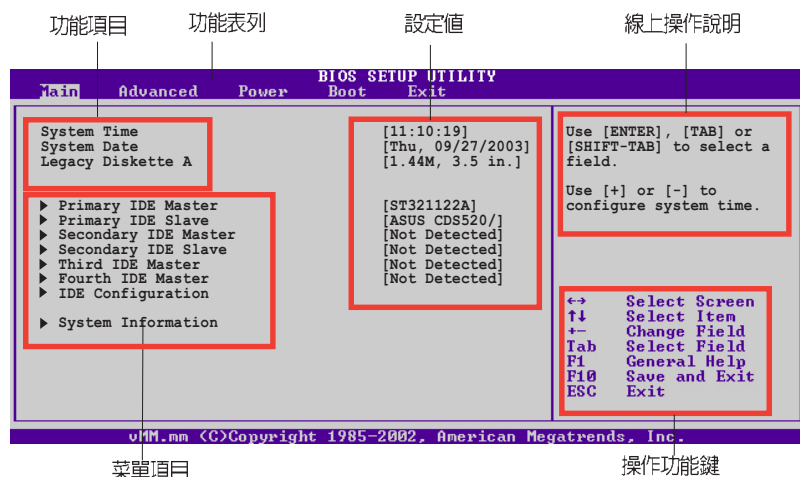 功能項目 功能表列 設定值 線上操作說明
BIOS SETUP UTILITY
Main Advanced Power Boot Exit
System Time [11:10:19]
System Date [Thu, 09/27/2003]
Legacy Diskette A [1.44M, 3.5 in.]
Use [ENTER], [TAB] or
[SHIFT-TAB] to select a
field.
Use [+] or [-] to
configure system time.
▶ Primary IDE Master [ST321122A]
▶ Primary IDE Slave [ASUS CDS520/]
▶ Secondary IDE Master [Not Detected]
▶ Secondary IDE Slave [Not Detected]
▶ Third IDE Master [Not Detected]
▶ Fourth IDE Master [Not Detected]
▶ IDE Configuration
▶ System Information
←→ Select Screen
↑↓ Select Item
+- Change Field
Tab Select Field
F1 General Help
F10 Save and Exit
ESC Exit
vMM.mm (C)Copyright 1985-2002, American Megatrends, Inc.
菜單項目 操作功能鍵